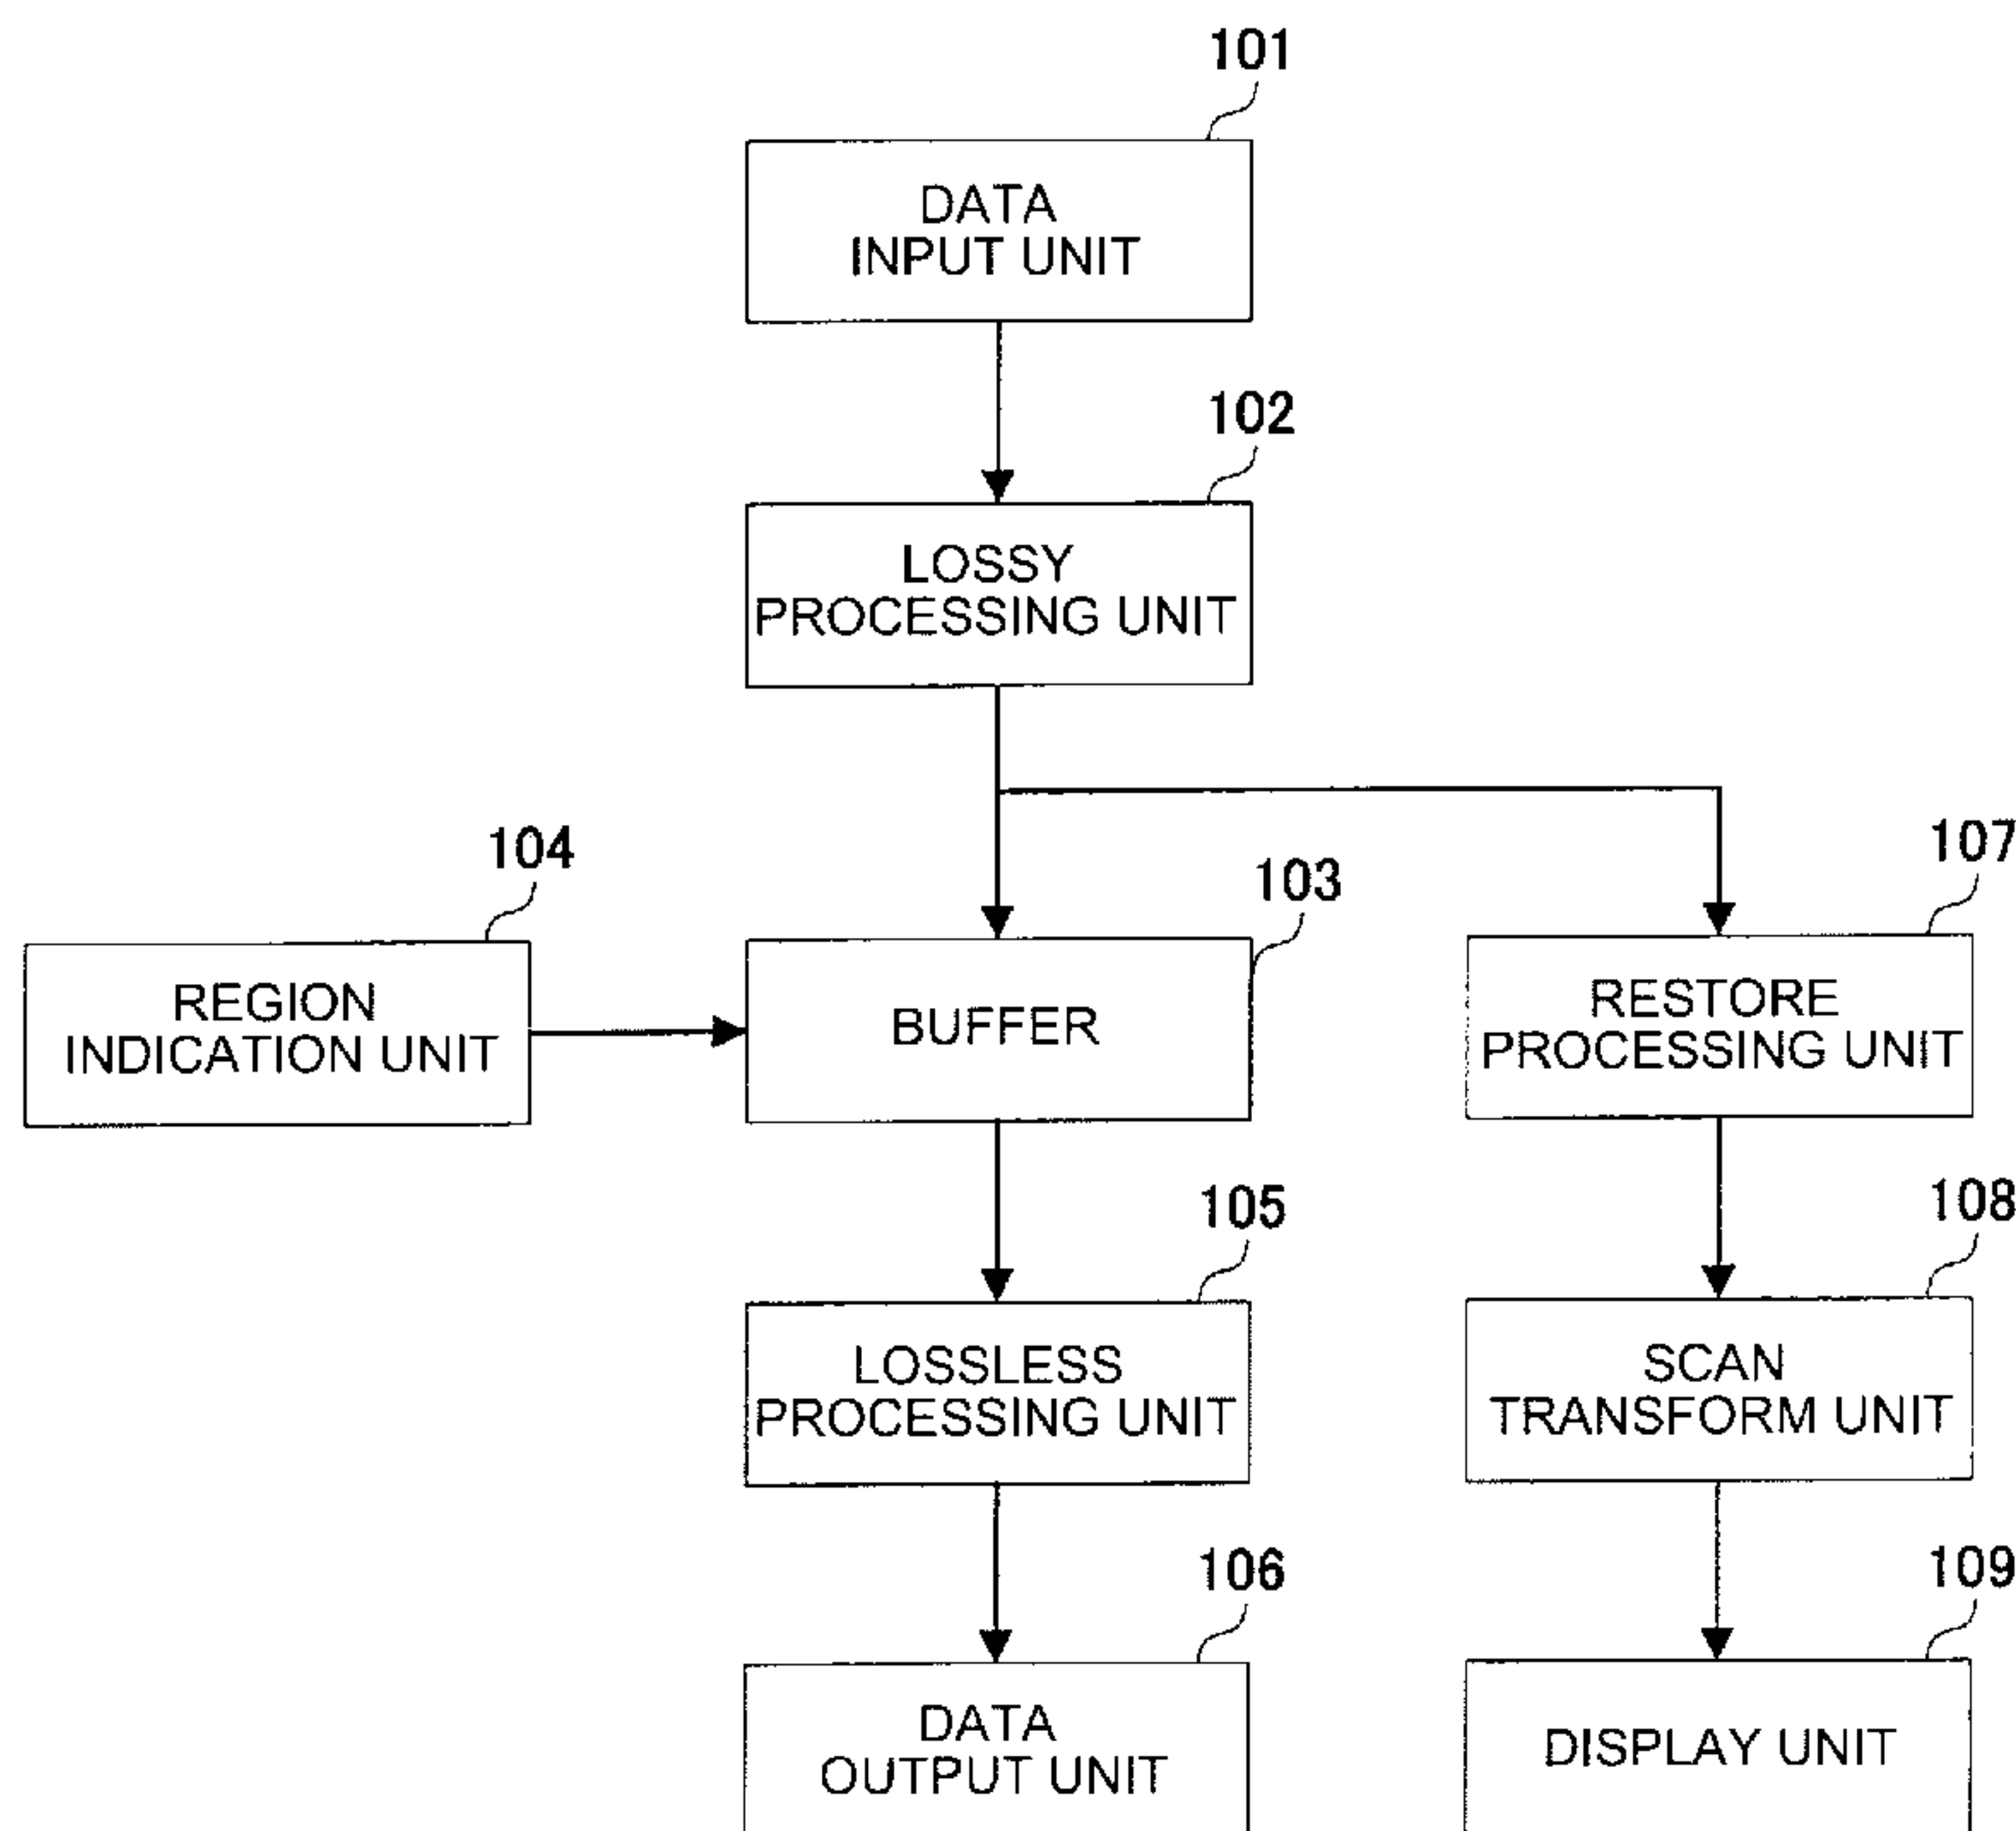 101
DATA
INPUT UNIT
102
LOSSY
PROCESSING UNIT
104
103
107
REGION
INDICATION UNIT
BUFFER
RESTORE
PROCESSING UNIT
105
108
LOSSLESS
PROCESSING UNIT
SCAN
TRANSFORM UNIT
106
109
DATA
OUTPUT UNIT
DISPLAY UNIT